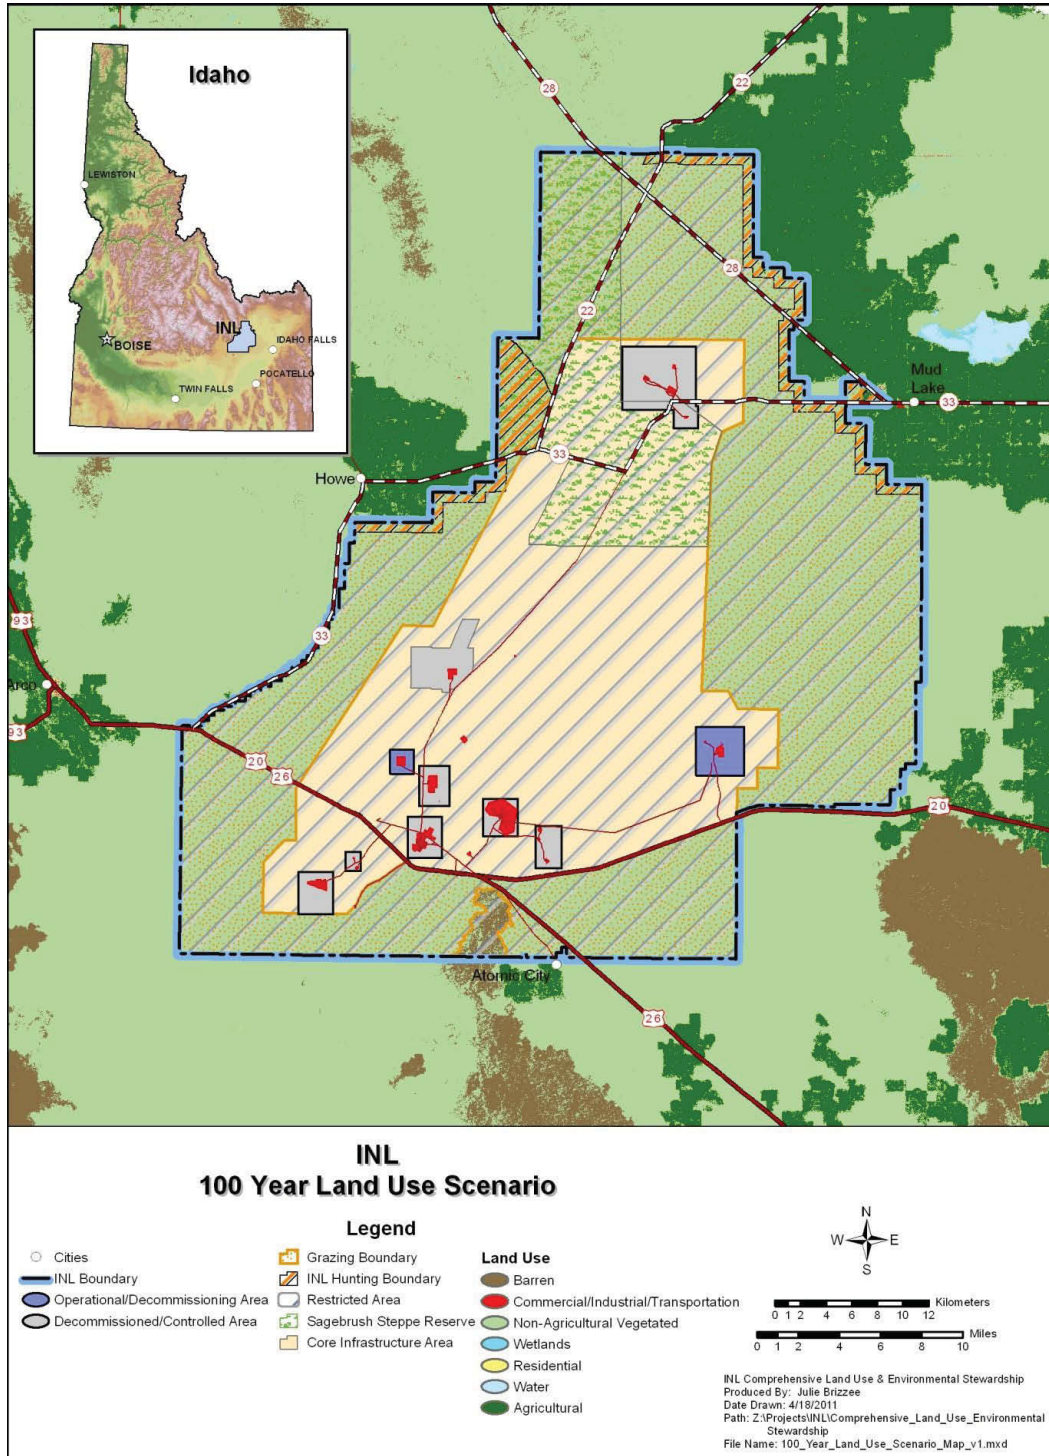 Idaho
LEWISTON
INL
BOISE
IDAHO FALLS
POCATELLO
TWIN FALLS
28
22
28
22
Mud
Lake
33
33
Howe
33
93
Arco
93
20
26
20
Atomic City
26
INL
100 Year Land Use Scenario
Legend
Cities
INL Boundary
Operational/Decommissioning Area
Decommissioned/Controlled Area
Grazing Boundary
INL Hunting Boundary
Restricted Area
Sagebrush Steppe Reserve
Core Infrastructure Area
Land Use
Barren
Commercial/Industrial/Transportation
Non-Agricultural Vegetated
Wetlands
Residential
Water
Agricultural
N
W E
S
Kilometers
0 1 2 4 6 8 10 12
Miles
0 1 2 4 6 8 10
INL Comprehensive Land Use & Environmental Stewardship
Produced By: Julie Brizzee
Date Drawn: 4/18/2011
Path: Z:\Projects\INL\Comprehensive_Land_Use_Environmental
Stewardship
File Name: 100_Year_Land_Use_Scenario_Map_v1.mxd